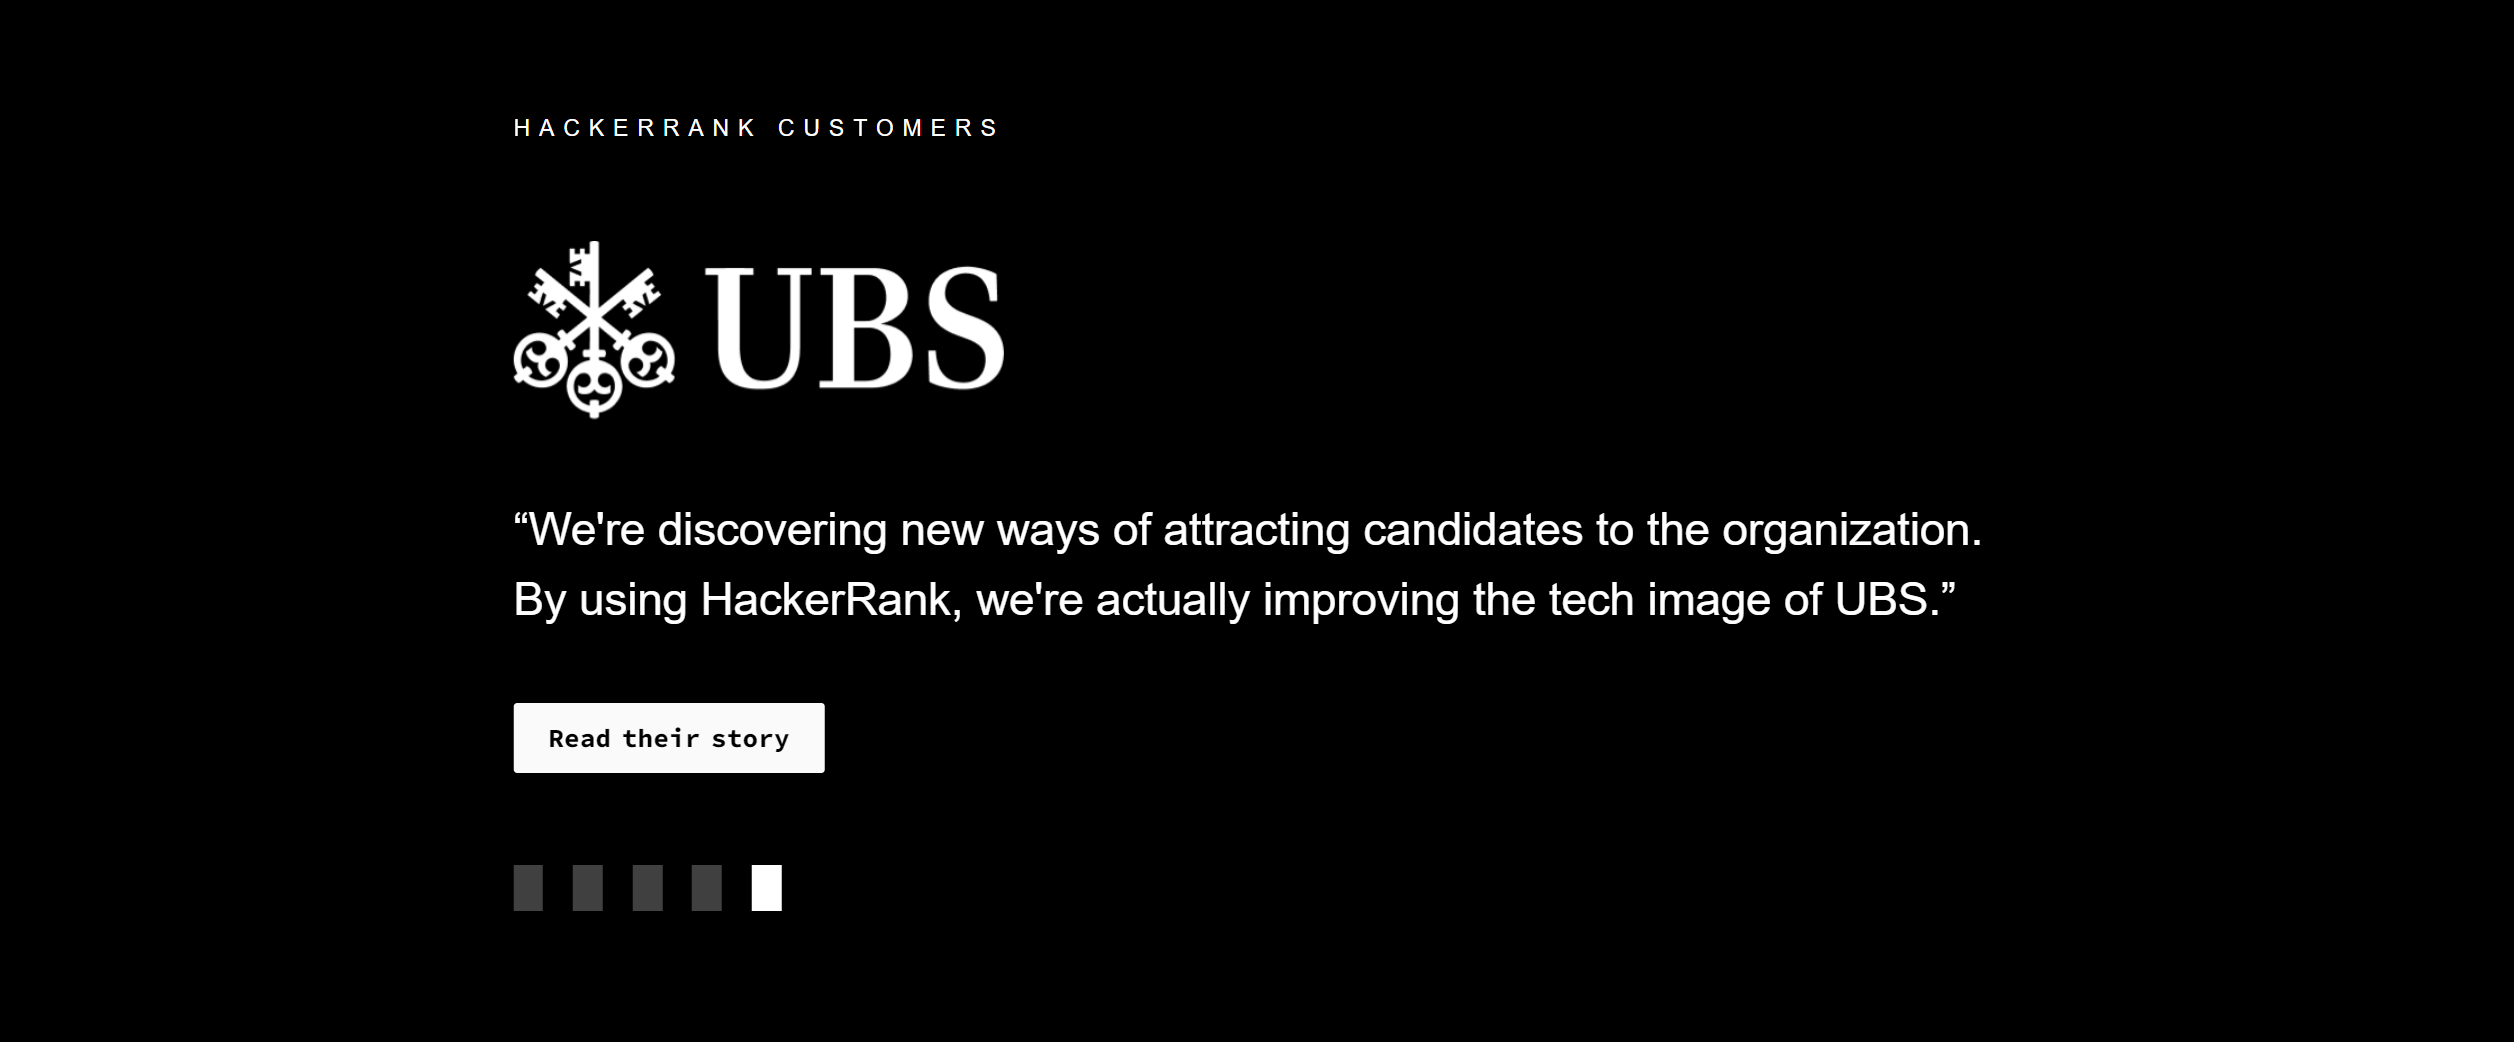 HACKERRANK CUSTOMERS
UBS
“We're discovering new ways of attracting candidates to the organization.
By using HackerRank, we're actually improving the tech image of UBS.”
Read their story